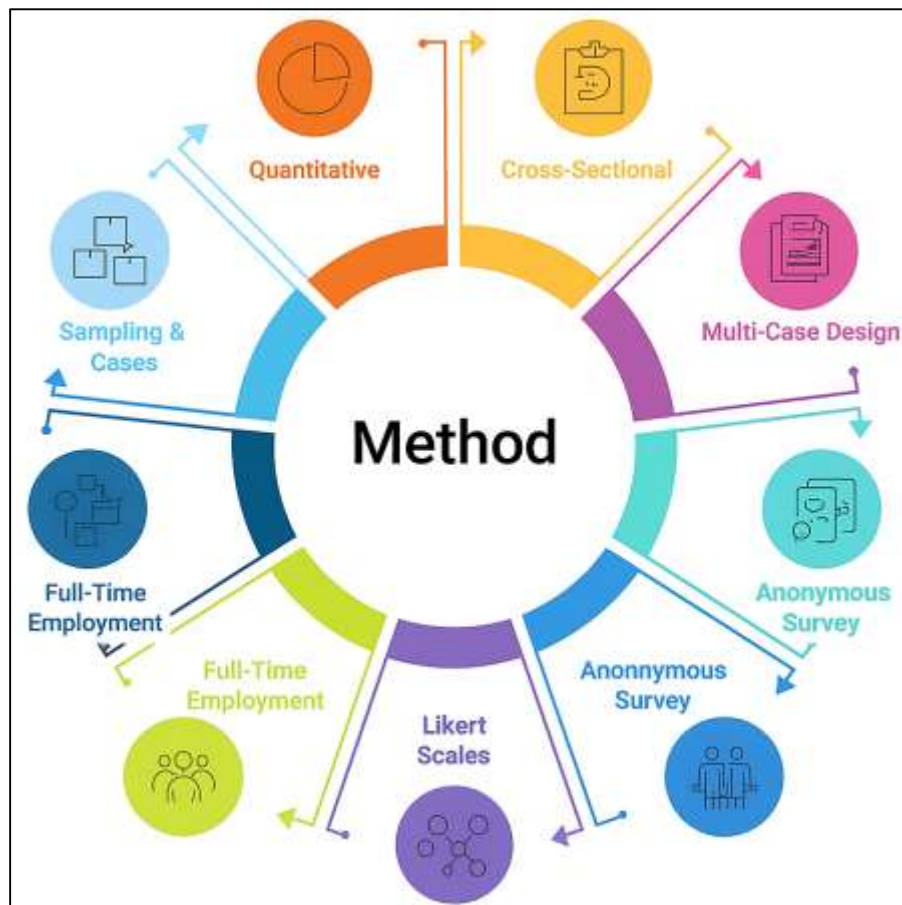 Quantitative
Cross-Sectional
Multi-Case Design
Anonymous
Survey
Anonnymous
Survey
Likert
Scales
Full-Time
Employment
Full-Time
Employment
Sampling &
Cases
Method